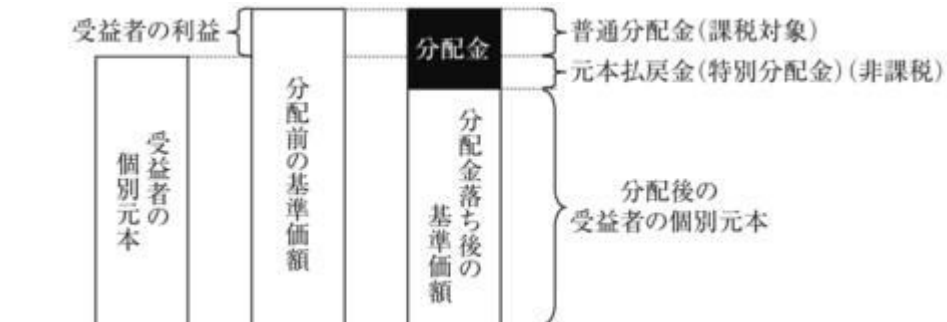 受益者の利益
受益者の
個別元本
分配前の基準価額
分配金
分配金落ち後の
基準価額
普通分配金(課税対象)
元本払戻金(特別分配金)(非課税)
分配後の
受益者の個別元本